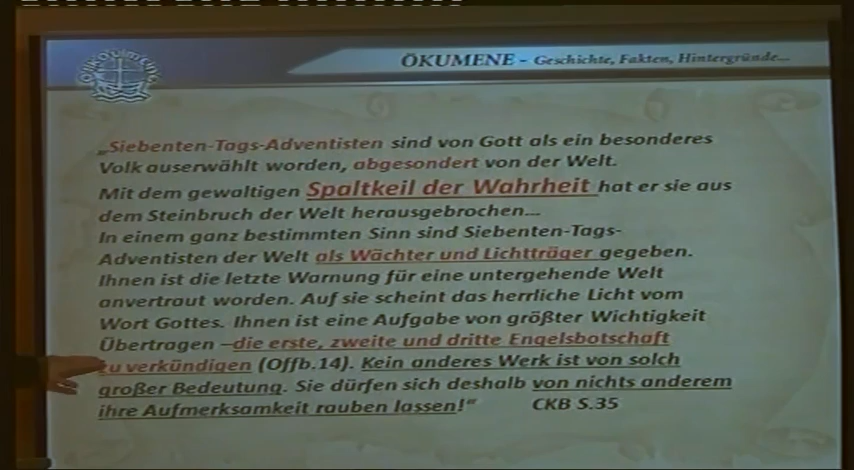 ÖKUMENE - Geschichte, Fakten, Hintergründe...
„Siebenten-Tags-Adventisten sind von Gott als ein besonderes
Volk auserwählt worden, abgesondert von der Welt.
Mit dem gewaltigen Spaltkeil der Wahrheit hat er sie aus
dem Steinbruch der Welt herausgebrochen...
In einem ganz bestimmten Sinn sind Siebenten-Tags-
Adventisten der Welt als Wächter und Lichtträger gegeben.
Ihnen ist die letzte Warnung für eine untergehende Welt
anvertraut worden. Auf sie scheint das herrliche Licht vom
Wort Gottes. Ihnen ist eine Aufgabe von größter Wichtigkeit
Übertragen –die erste, zweite und dritte Engelsbotschaft
zu verkündigen (Offb.14). Kein anderes Werk ist von solch
großer Bedeutung. Sie dürfen sich deshalb von nichts anderem
ihre Aufmerksamkeit rauben lassen!“ CKB S.35